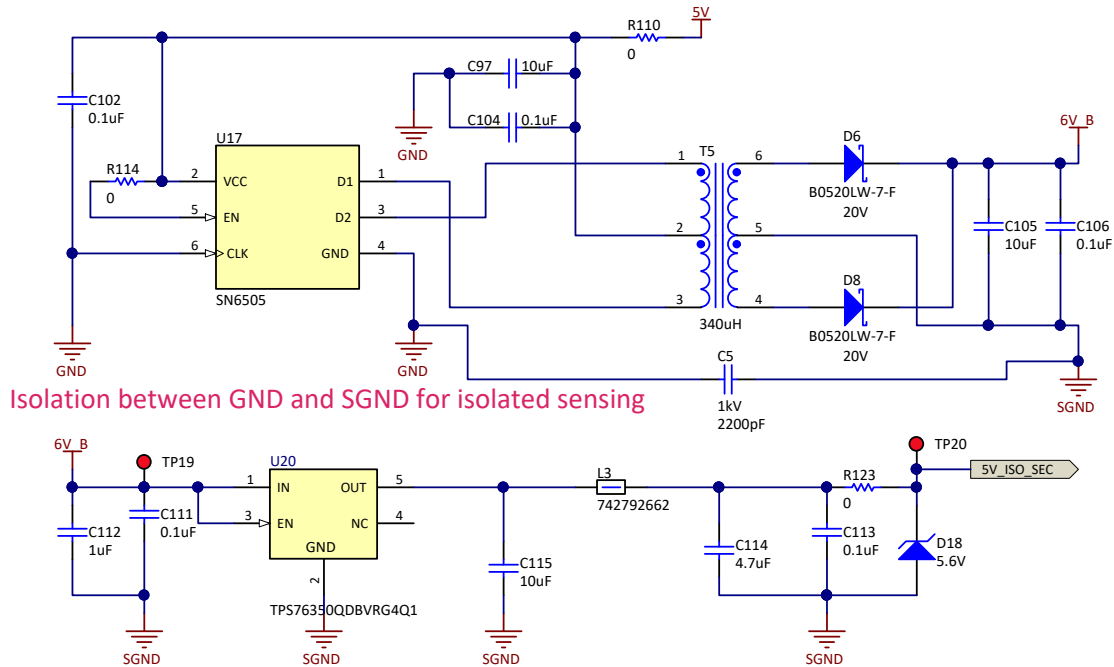 5V
R110
0
C97
10uF
C102
0.1uF
C104
0.1uF
GND
U17
6V_B
D6
T5
R114
0
2
VCC
D1
1
1
6
B0520LW-7-F
20V
5
EN
D2
3
2
5
C105
10uF
C106
0.1uF
6
CLK
GND
4
D8
SN6505
3
4
340uH
B0520LW-7-F
20V
GND
GND
C5
1kV
2200pF
SGND
Isolation between GND and SGND for isolated sensing
6V_B
TP19
U20
TP20
1
IN
OUT
5
L3
742792662
R123
0
5V_ISO_SEC
C112
1uF
C111
0.1uF
3
EN
NC
4
GND
2
C115
10uF
C114
4.7uF
C113
0.1uF
D18
5.6V
TPS76350QDBVRG4Q1
SGND
SGND
SGND
SGND